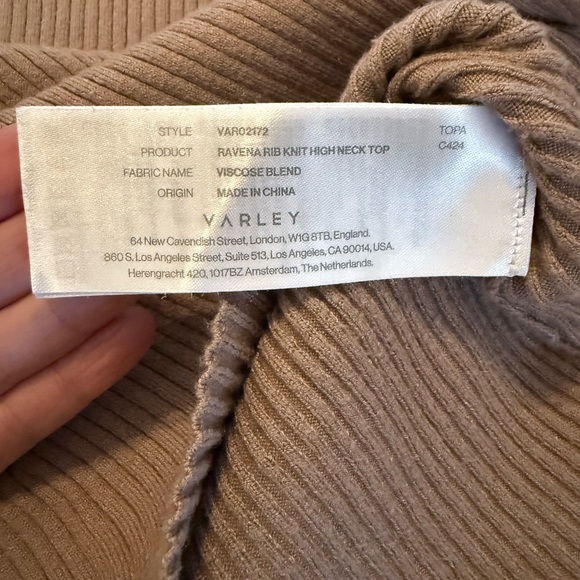 STYLE VAR02172 TOPA
PRODUCT RAVENA RIB KNIT HIGH NECK TOP C424
FABRIC NAME VISCOSE BLEND
ORIGIN MADE IN CHINA
VARLEY
64 New Cavendish Street, London, W1G 8TB, England.
860 S. Los Angeles Street, Suite 513, Los Angeles, CA 90014, USA.
Herengracht 420, 1017BZ Amsterdam, The Netherlands.